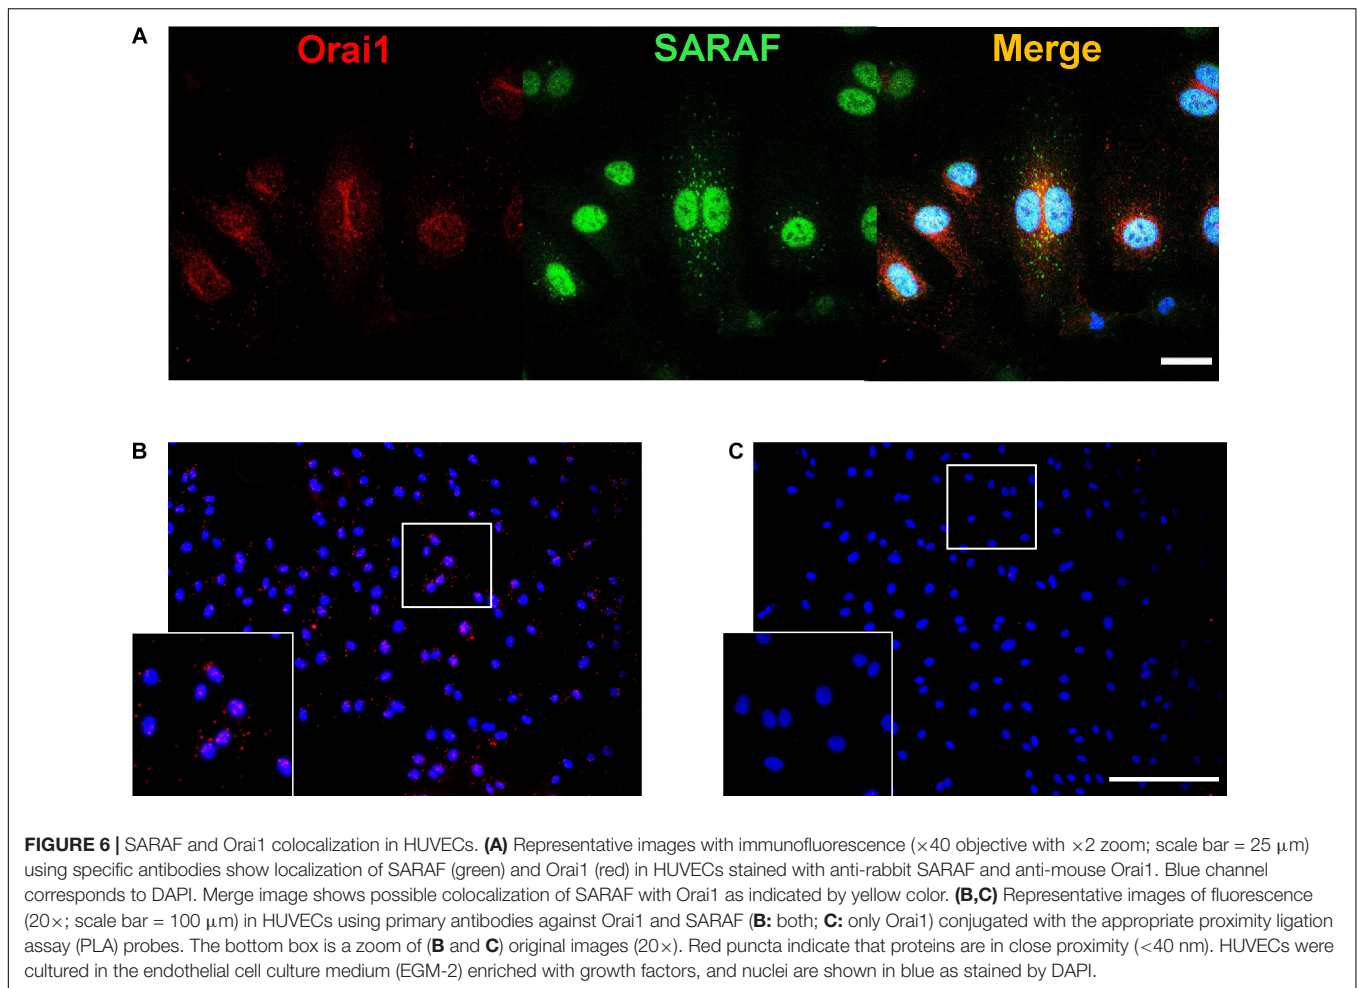 A
Orai1 SARAF Merge
B C
FIGURE 6 | SARAF and Orai1 colocalization in HUVECs. (A) Representative images with immunofluorescence (×40 objective with ×2 zoom; scale bar = 25 μm)
using specific antibodies show localization of SARAF (green) and Orai1 (red) in HUVECs stained with anti-rabbit SARAF and anti-mouse Orai1. Blue channel
corresponds to DAPI. Merge image shows possible colocalization of SARAF with Orai1 as indicated by yellow color. (B,C) Representative images of fluorescence
(20×; scale bar = 100 μm) in HUVECs using primary antibodies against Orai1 and SARAF (B: both; C: only Orai1) conjugated with the appropriate proximity ligation
assay (PLA) probes. The bottom box is a zoom of (B and C) original images (20×). Red puncta indicate that proteins are in close proximity (<40 nm). HUVECs were
cultured in the endothelial cell culture medium (EGM-2) enriched with growth factors, and nuclei are shown in blue as stained by DAPI.